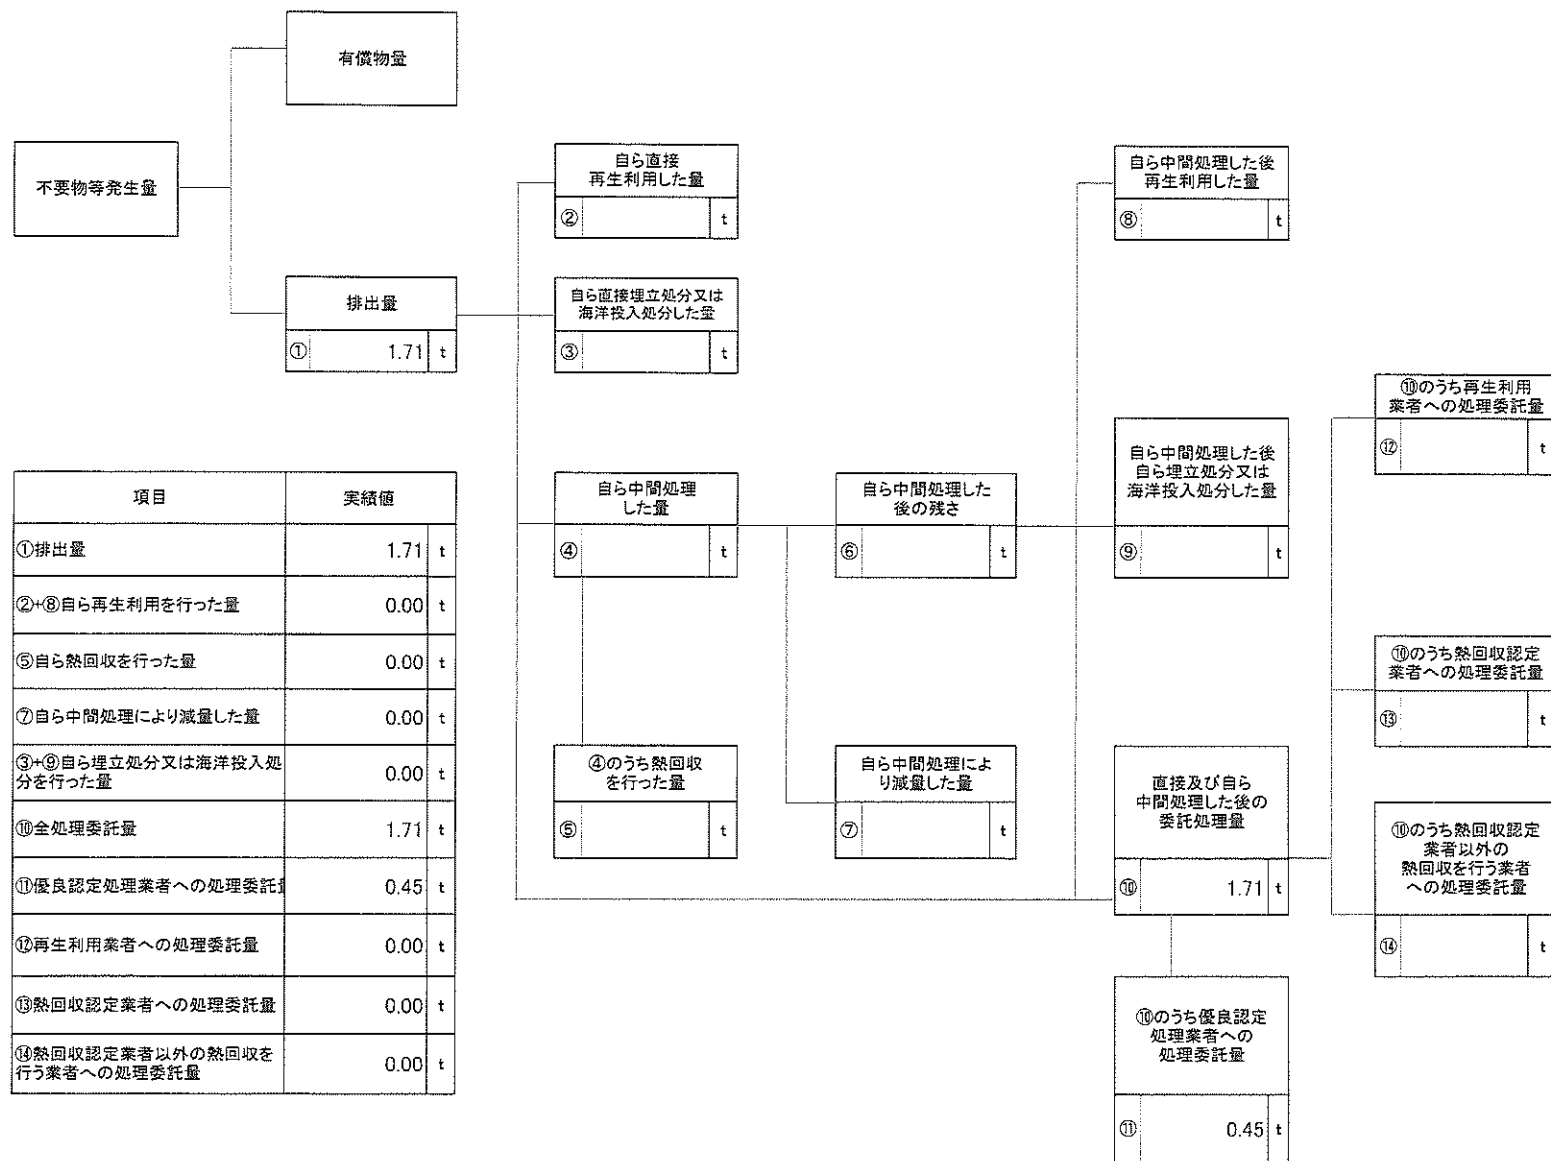 有償物量
不要物等発生量
排出量
① 1.71 t
自ら直接
再生利用した量
② t
自ら直接埋立処分又は
海洋投入処分した量
③ t
自ら中間処理した後
再生利用した量
⑧ t
項目 実績値
①排出量 1.71 t
②+⑧自ら再生利用を行った量 0.00 t
⑤自ら熱回収を行った量 0.00 t
⑦自ら中間処理により減量した量 0.00 t
③+⑨自ら埋立処分又は海洋投入処
分を行った量 0.00 t
⑩全処理委託量 1.71 t
⑪優良認定処理業者への処理委託 0.45 t
⑫再生利用業者への処理委託量 0.00 t
⑬熱回収認定業者への処理委託量 0.00 t
⑭熱回収認定業者以外の熱回収を
行う業者への処理委託量 0.00 t
自ら中間処理
した量
④ t
自ら中間処理した
後の残さ
⑥ t
自ら中間処理した後
自ら埋立処分又は
海洋投入処分した量
⑨ t
④のうち熱回収
を行った量
⑤ t
自ら中間処理によ
り減量した量
⑦ t
直接及び自ら
中間処理した後の
委託処理量
⑩ 1.71 t
⑩のうち優良認定
処理業者への
処理委託量
⑪ 0.45 t
⑩のうち再生利用
業者への処理委託量
⑫ t
⑩のうち熱回収認定
業者への処理委託量
⑬ t
⑩のうち熱回収認定
業者以外の
熱回収を行う業者
への処理委託量
⑭ t